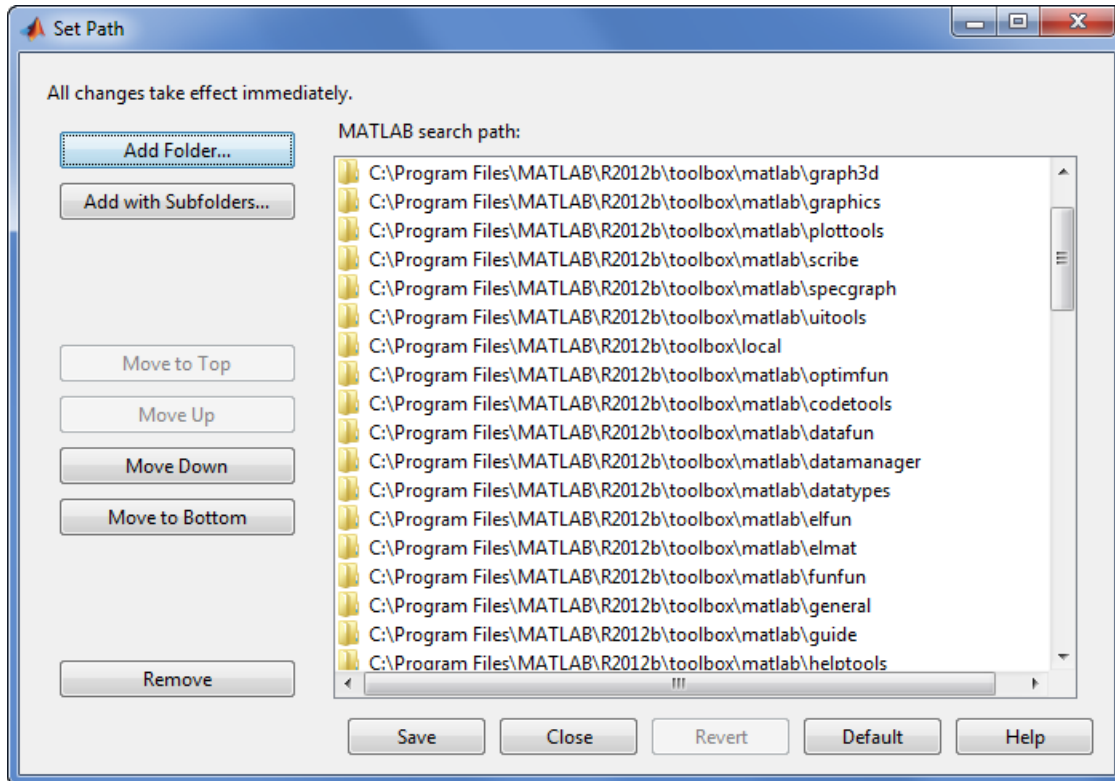 Set Path
All changes take effect immediately.
Add Folder...
Add with Subfolders...
Move to Top
Move Up
Move Down
Move to Bottom
Remove
MATLAB search path:
C:\Program Files\MATLAB\R2012b\toolbox\matlab\graph3d
C:\Program Files\MATLAB\R2012b\toolbox\matlab\graphics
C:\Program Files\MATLAB\R2012b\toolbox\matlab\plottools
C:\Program Files\MATLAB\R2012b\toolbox\matlab\scribe
C:\Program Files\MATLAB\R2012b\toolbox\matlab\specgraph
C:\Program Files\MATLAB\R2012b\toolbox\matlab\uitools
C:\Program Files\MATLAB\R2012b\toolbox\local
C:\Program Files\MATLAB\R2012b\toolbox\matlab\optimfun
C:\Program Files\MATLAB\R2012b\toolbox\matlab\codetools
C:\Program Files\MATLAB\R2012b\toolbox\matlab\datafun
C:\Program Files\MATLAB\R2012b\toolbox\matlab\datamanager
C:\Program Files\MATLAB\R2012b\toolbox\matlab\datatypes
C:\Program Files\MATLAB\R2012b\toolbox\matlab\elfun
C:\Program Files\MATLAB\R2012b\toolbox\matlab\elmat
C:\Program Files\MATLAB\R2012b\toolbox\matlab\funfun
C:\Program Files\MATLAB\R2012b\toolbox\matlab\general
C:\Program Files\MATLAB\R2012b\toolbox\matlab\guide
C:\Program Files\MATLAB\R2012b\toolbox\matlab\helptools
Save
Close
Revert
Default
Help